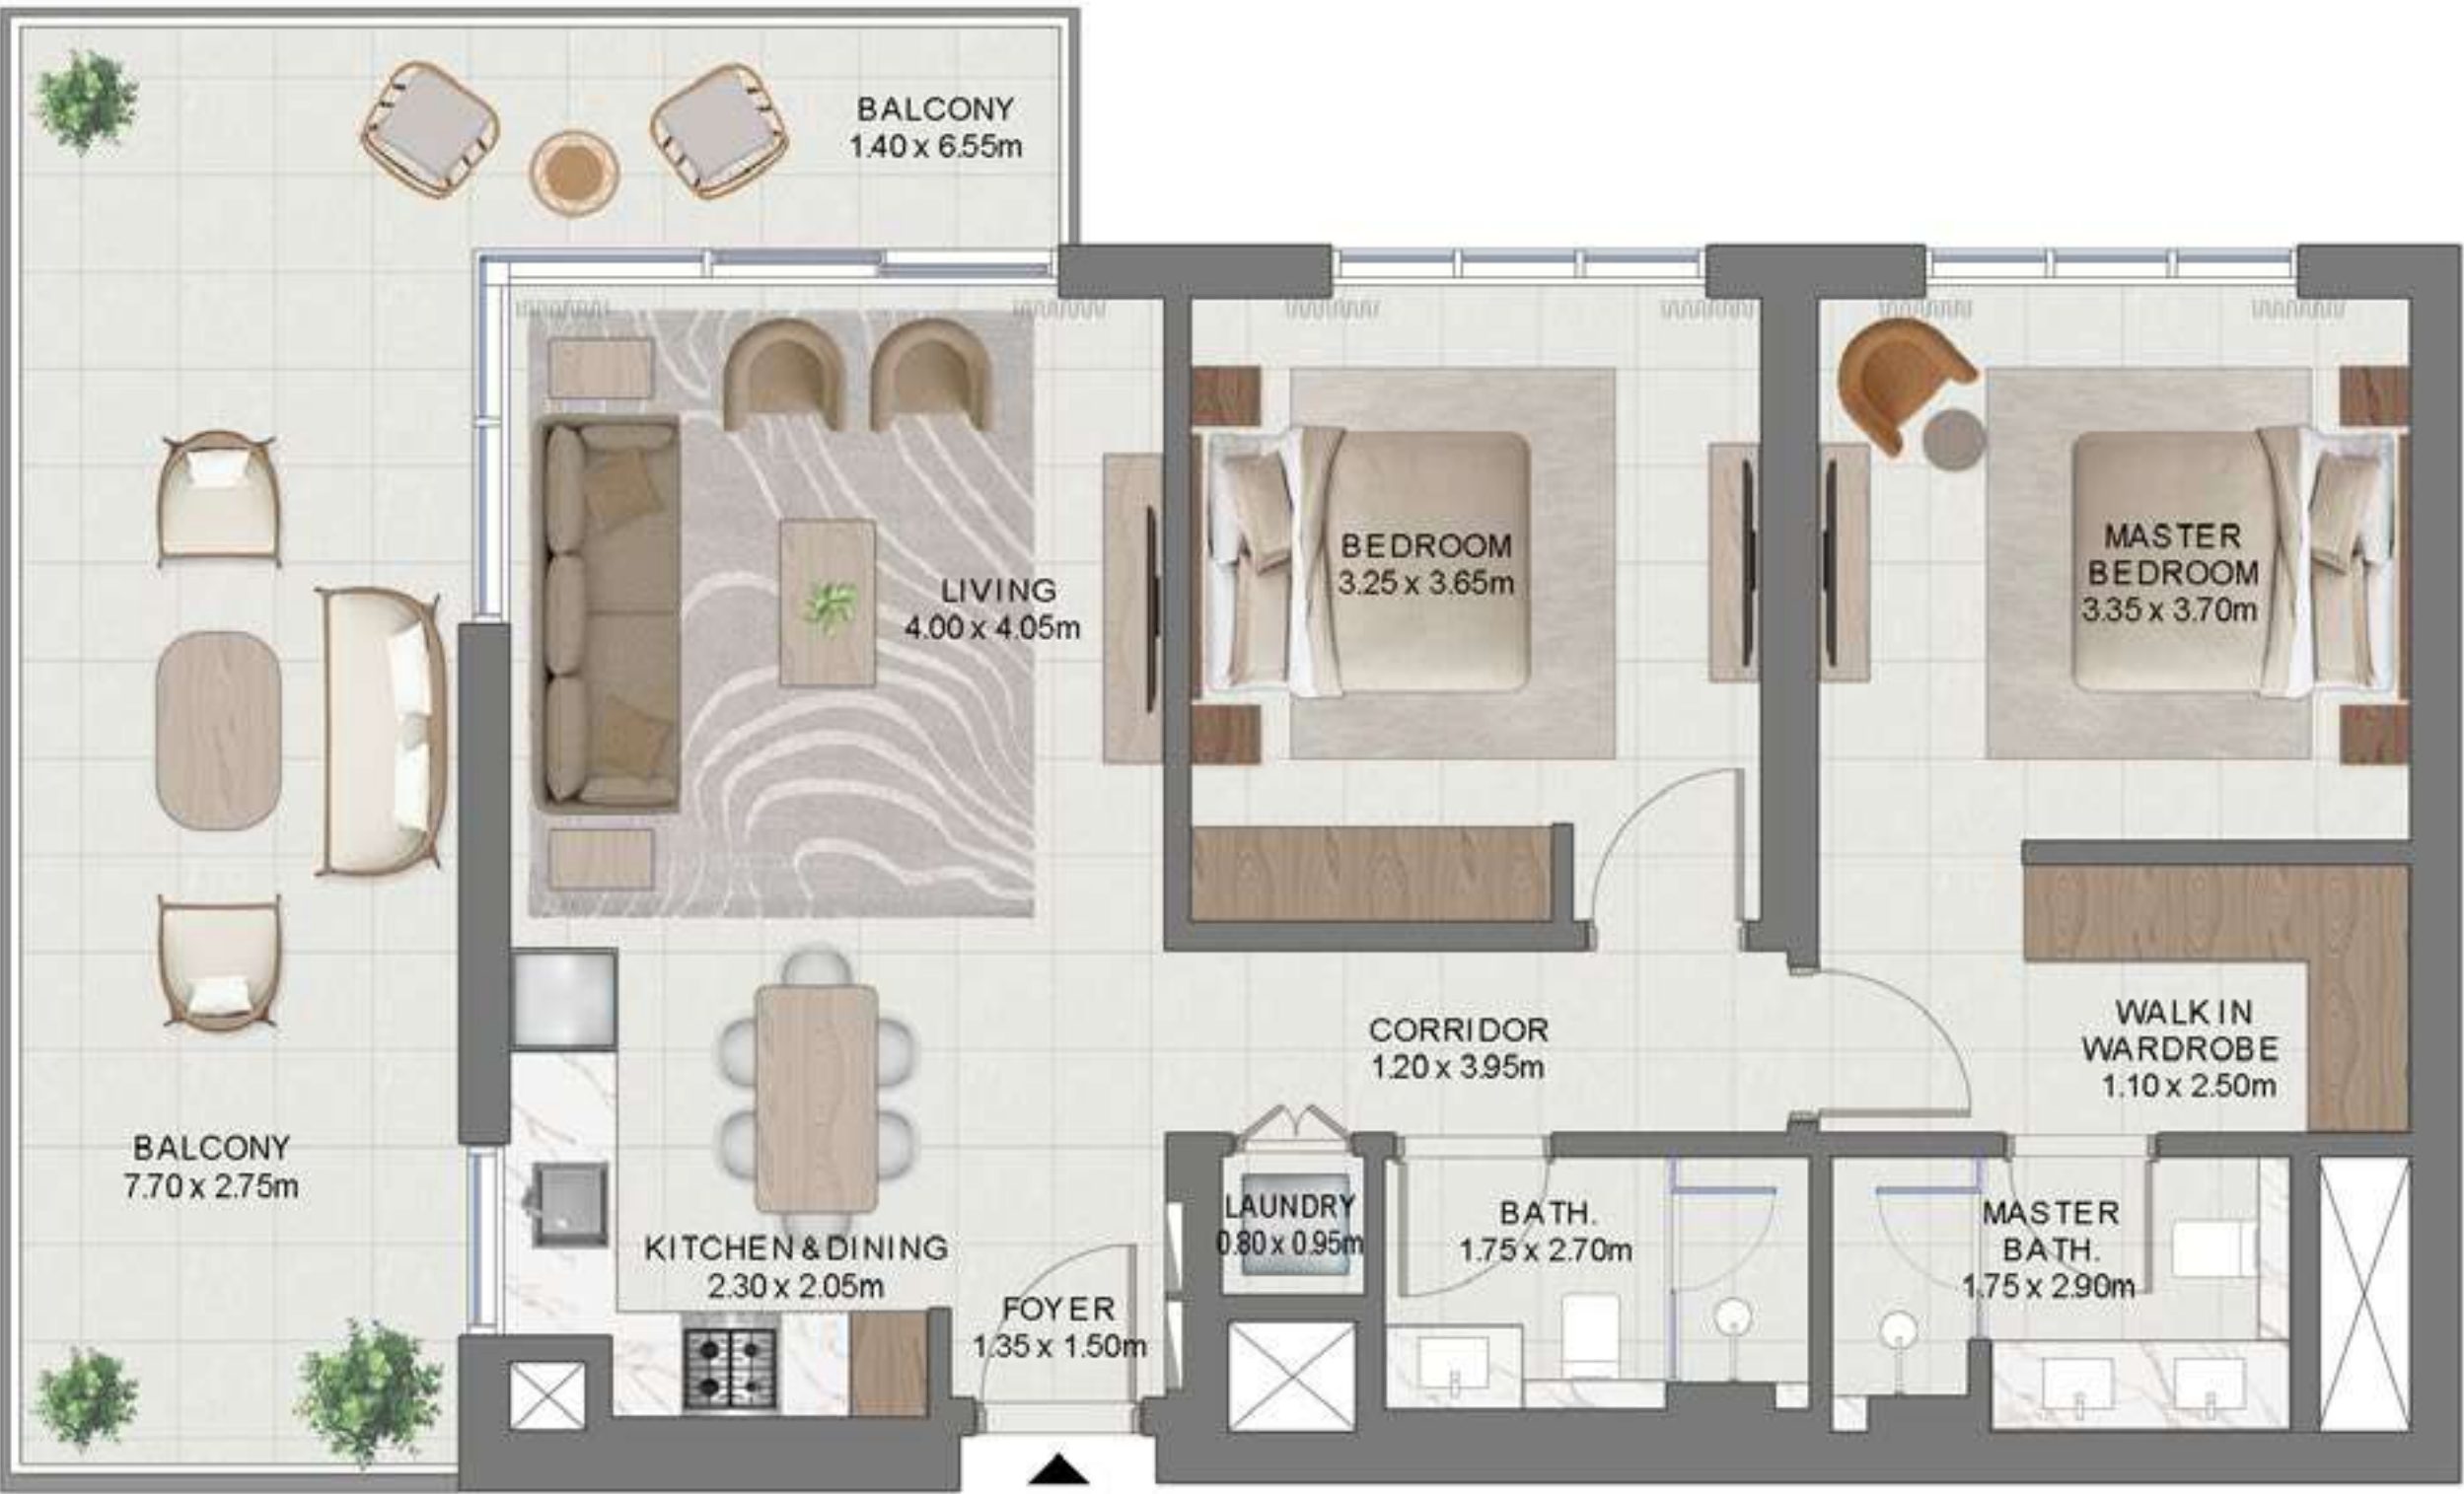 BALCONY
1.40 x 6.55m
LIVING
4.00 x 4.05m
BEDROOM
3.25 x 3.65m
MASTER
BEDROOM
3.35 x 3.70m
CORRIDOR
1.20 x 3.95m
WALK IN
WARDROBE
1.10 x 2.50m
BALCONY
7.70 x 2.75m
KITCHEN & DINING
2.30 x 2.05m
FOYER
1.35 x 1.50m
LAUNDRY
0.80 x 0.95m
BATH.
1.75 x 2.70m
MASTER
BATH.
1.75 x 2.90m